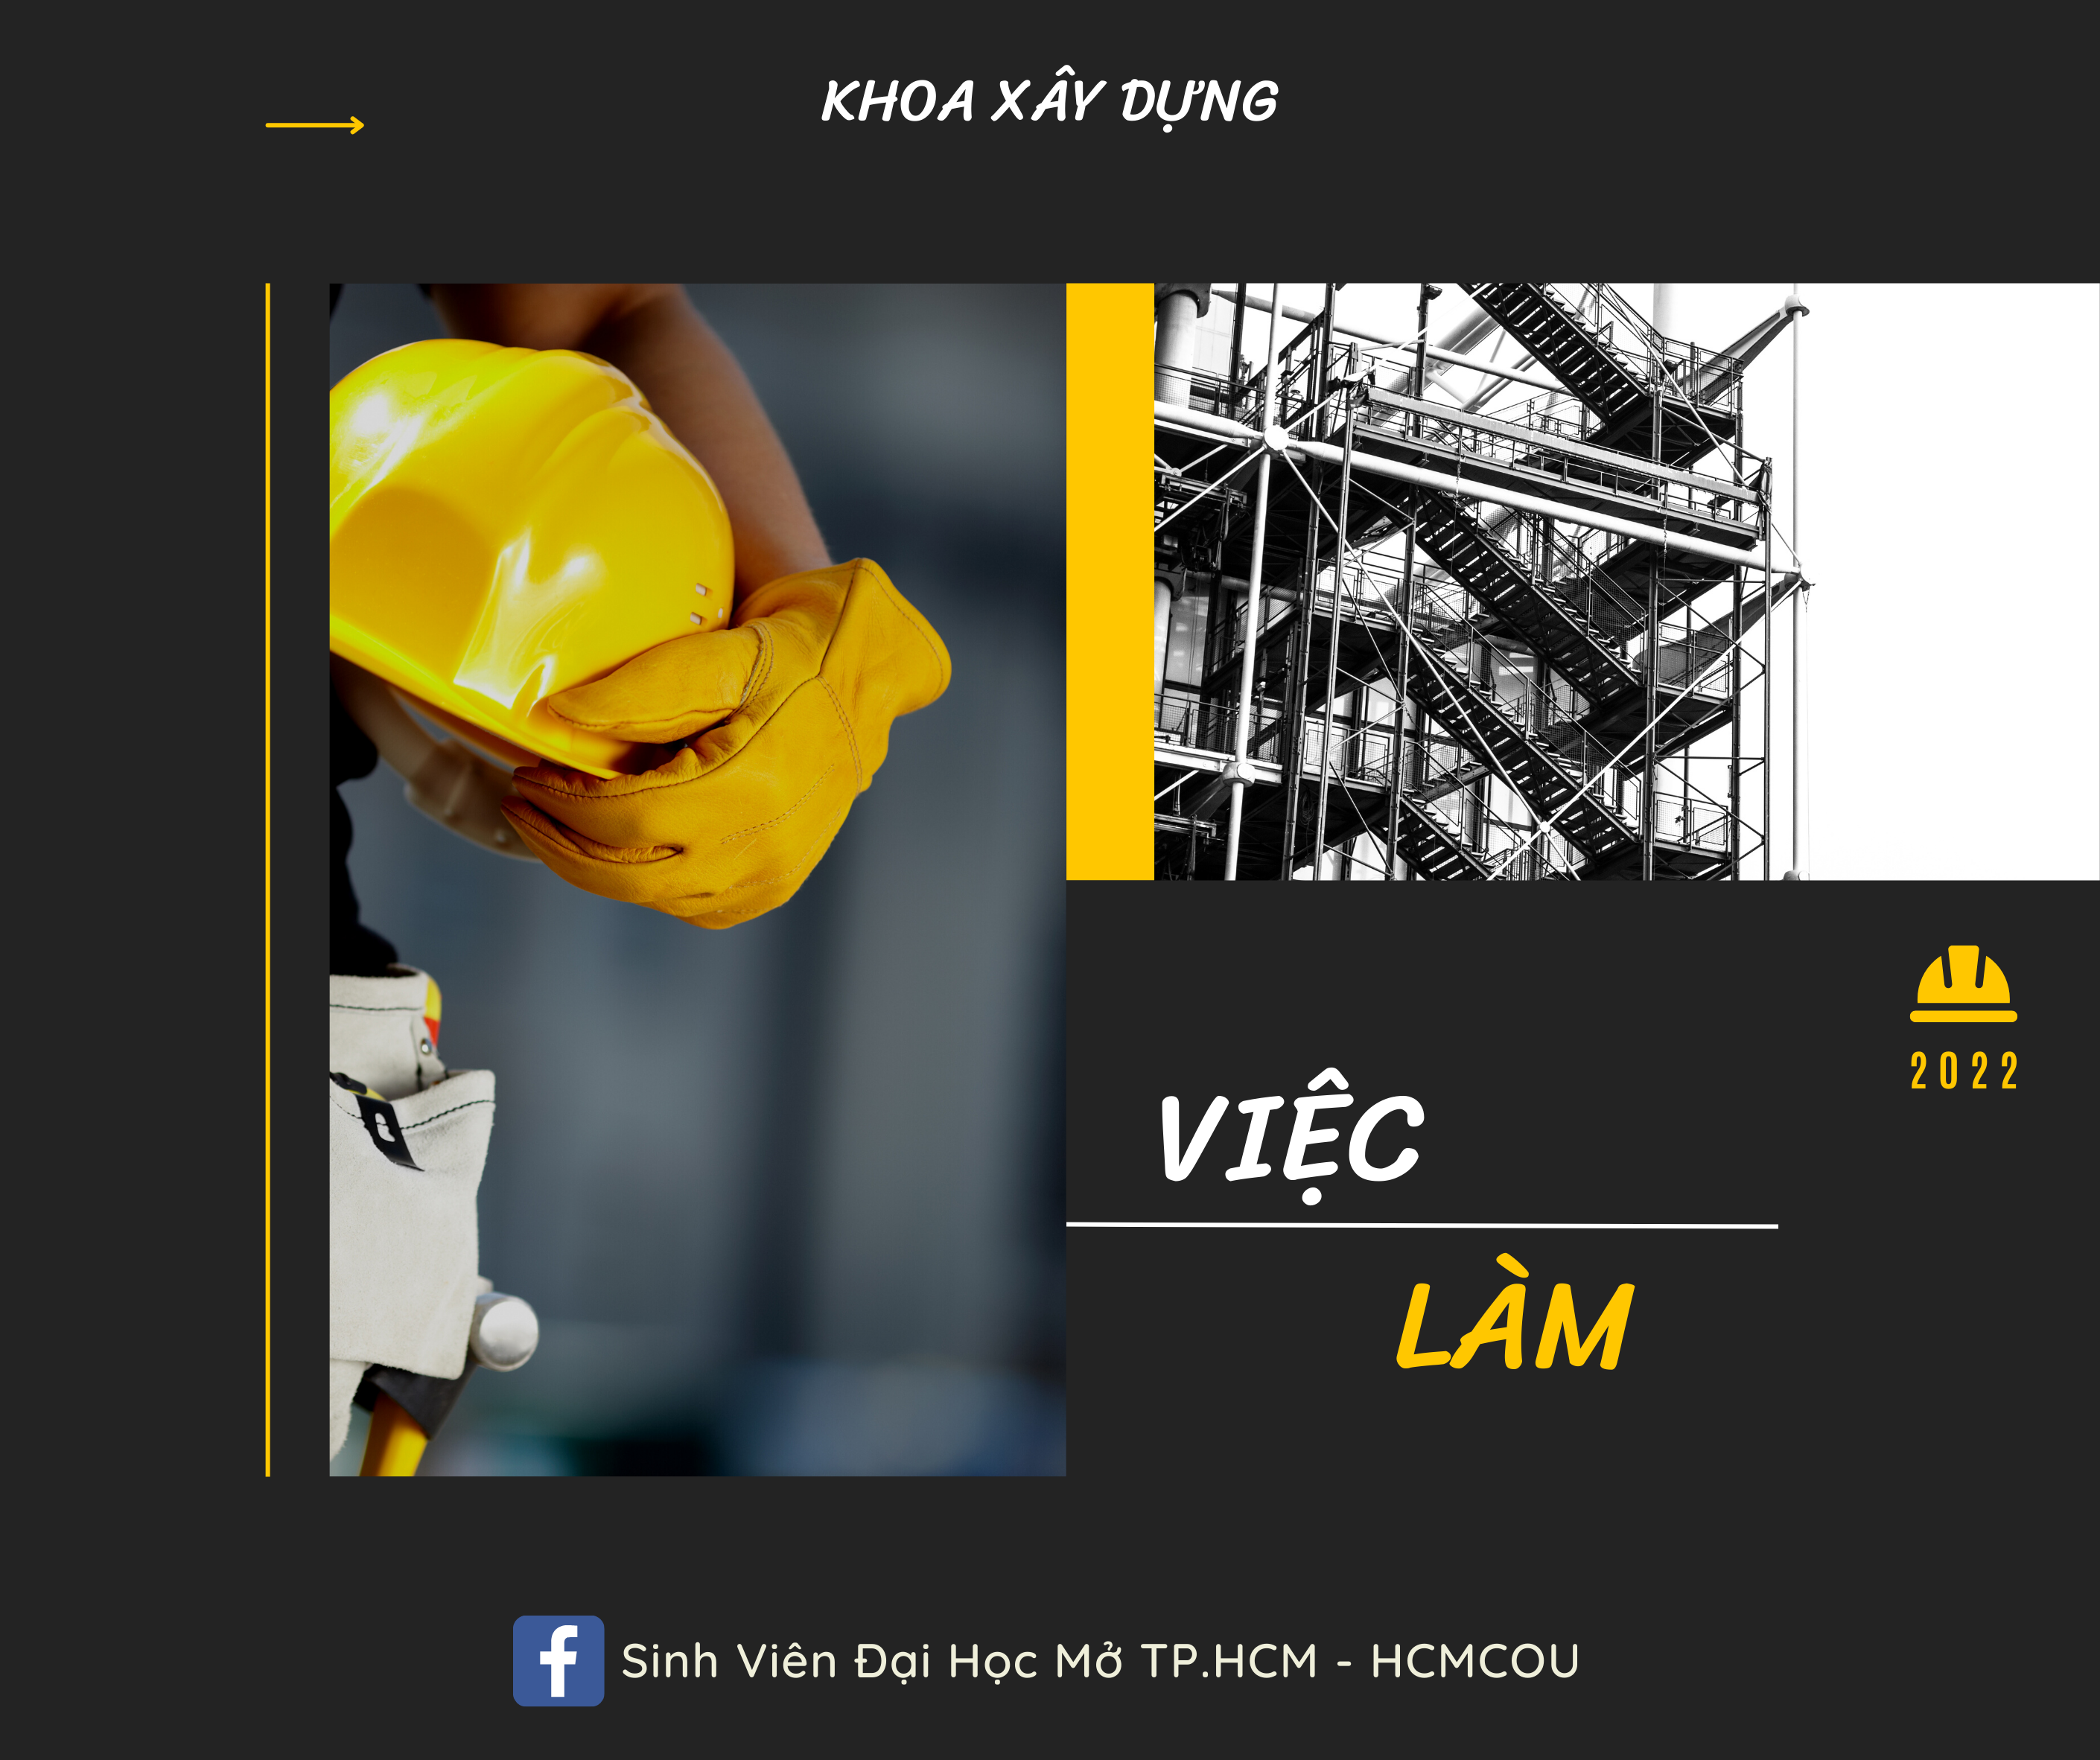 KHOA XÂY DỰNG
2022
VIỆC
LÀM
Sinh Viên Đại Học Mở TP.HCM - HCMCOU